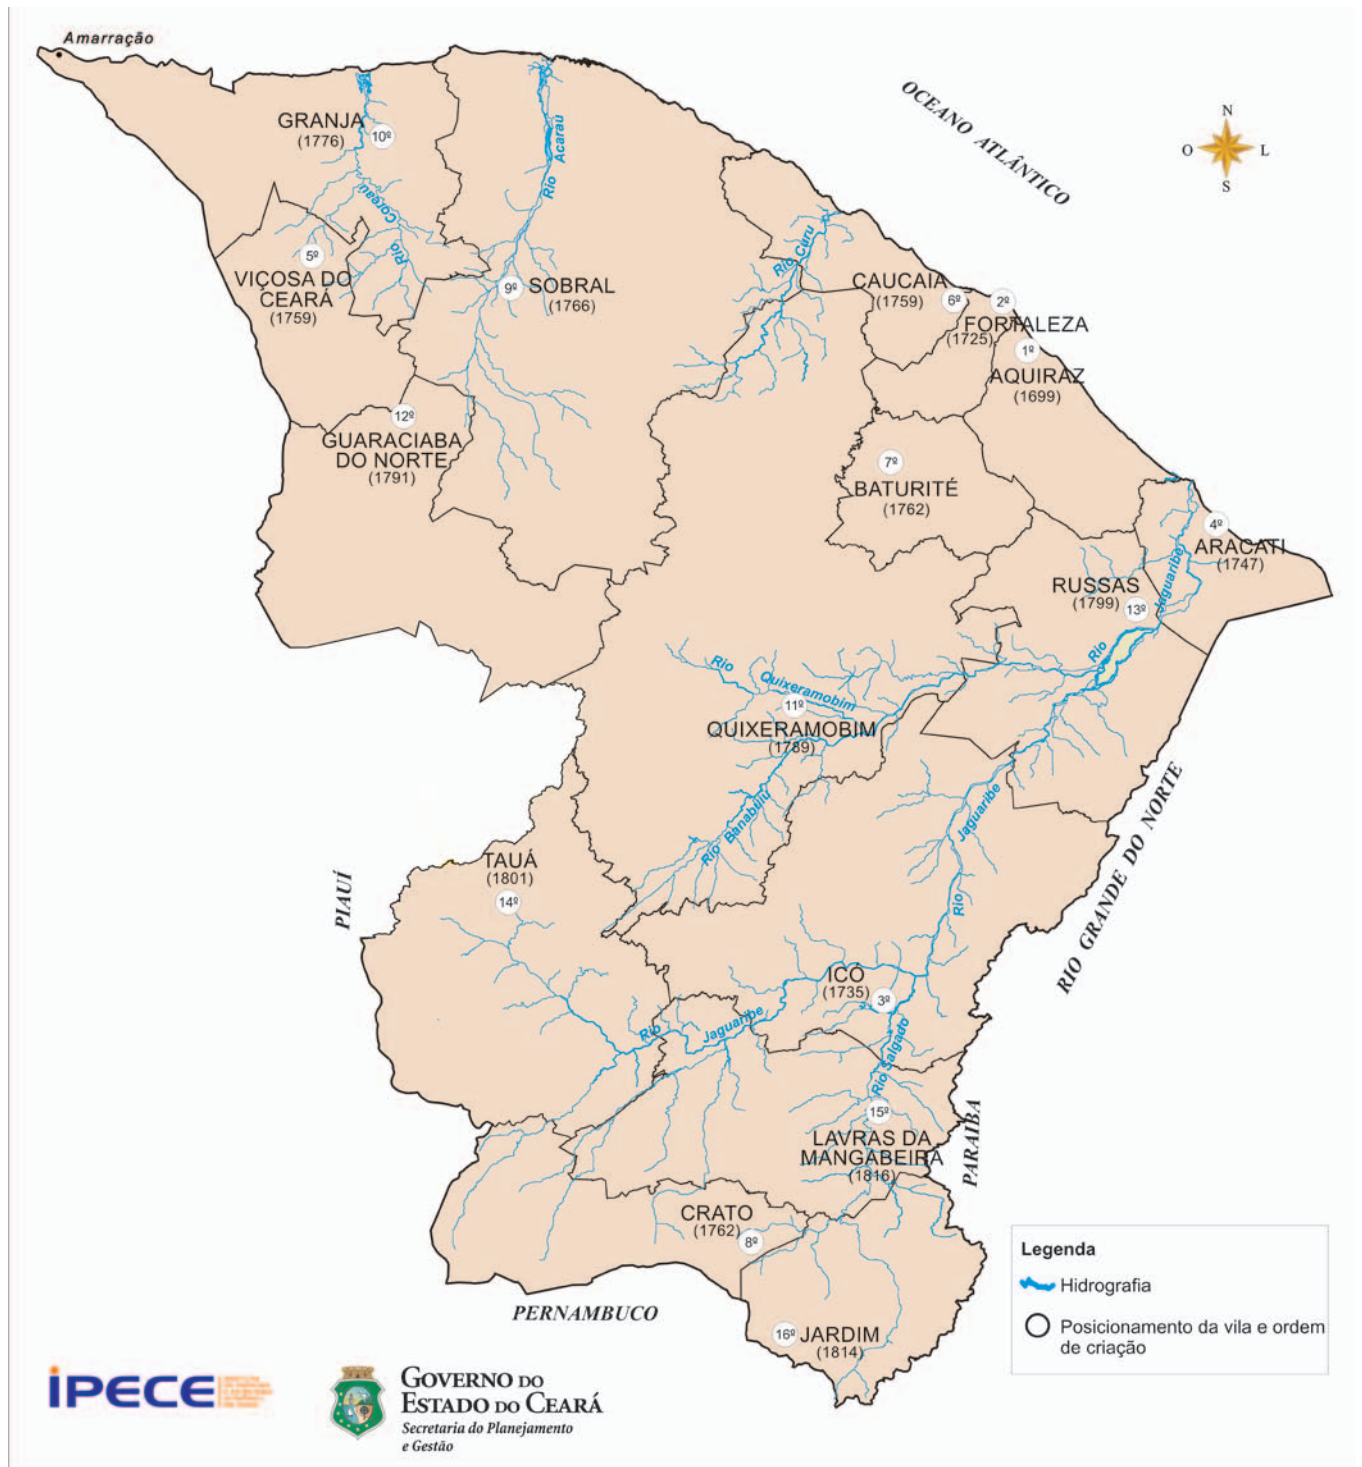 Amarração
OCEANO ATLÂNTICO
N
O
L
S
GRANJA
(1776)
10º
Rio
Acaraú
Rio
Coreaú
5º
VIÇOSA DO
CEARÁ
(1759)
9º
SOBRAL
(1766)
Rio Curu
CAUCAIA
(1759)
6º
2º
FORTALEZA
(1725)
1º
AQUIRAZ
(1699)
12º
GUARACIABA
DO NORTE
(1791)
7º
BATURITÉ
(1762)
4º
ARACATI
(1747)
Jaguaribe
RUSSAS
(1799)
13º
Rio
Rio
Quixeramobim
11º
QUIXERAMOBIM
(1789)
Rio Banabuiu
Jaguaribe
Rio
RIO GRANDE DO NORTE
TAUÁ
(1801)
14º
PIAUÍ
ICÓ
(1735)
3º
Rio
Jaguaribe
Rio Salgado
15º
LAVRAS DA
MANGABEIRA
(1816)
PARAIBA
CRATO
(1762)
8º
PERNAMBUCO
16º
JARDIM
(1814)
Legenda
Hidrografia
Posicionamento da vila e ordem
de criação
iPECE
GOVERNO DO
ESTADO DO CEARÁ
Secretaria do Planejamento
e Gestão